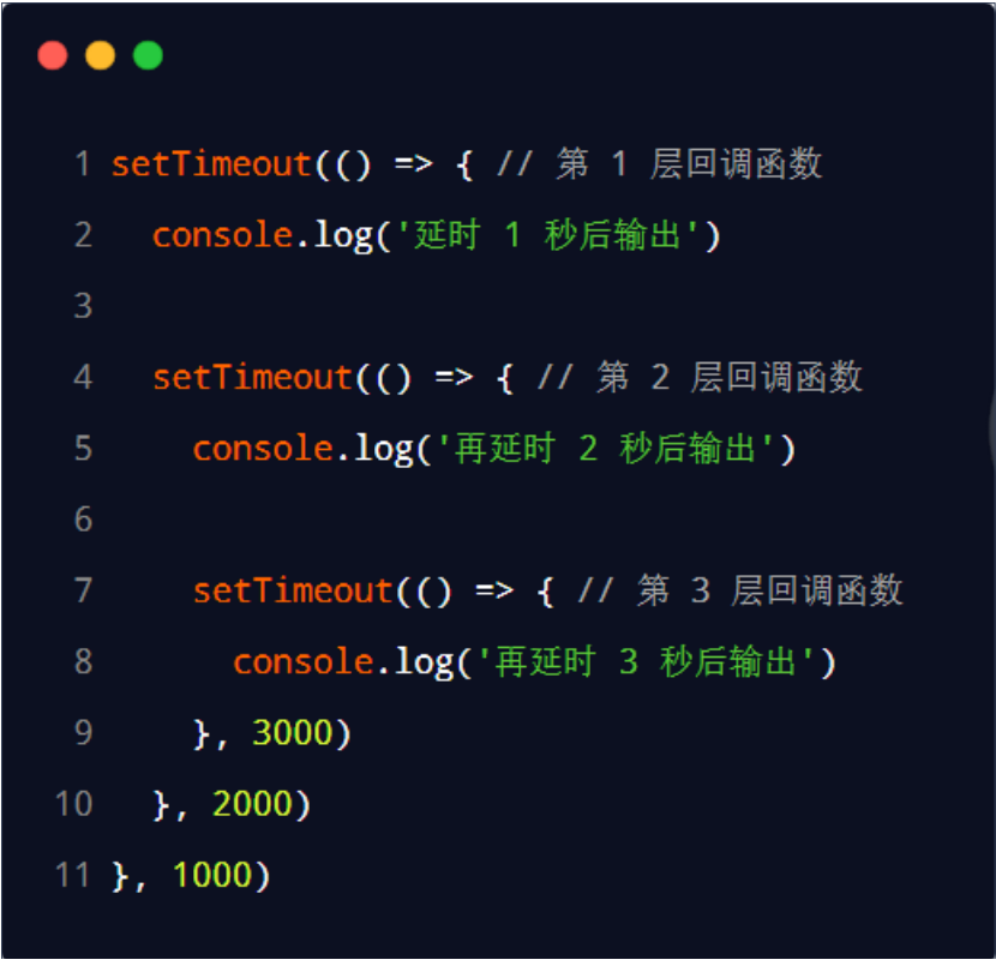 1 setTimeout(() => { // 第 1 层回调函数
2   console.log('延时 1 秒后输出')
3
4   setTimeout(() => { // 第 2 层回调函数
5     console.log('再延时 2 秒后输出')
6
7     setTimeout(() => { // 第 3 层回调函数
8       console.log('再延时 3 秒后输出')
9     }, 3000)
10   }, 2000)
11 }, 1000)